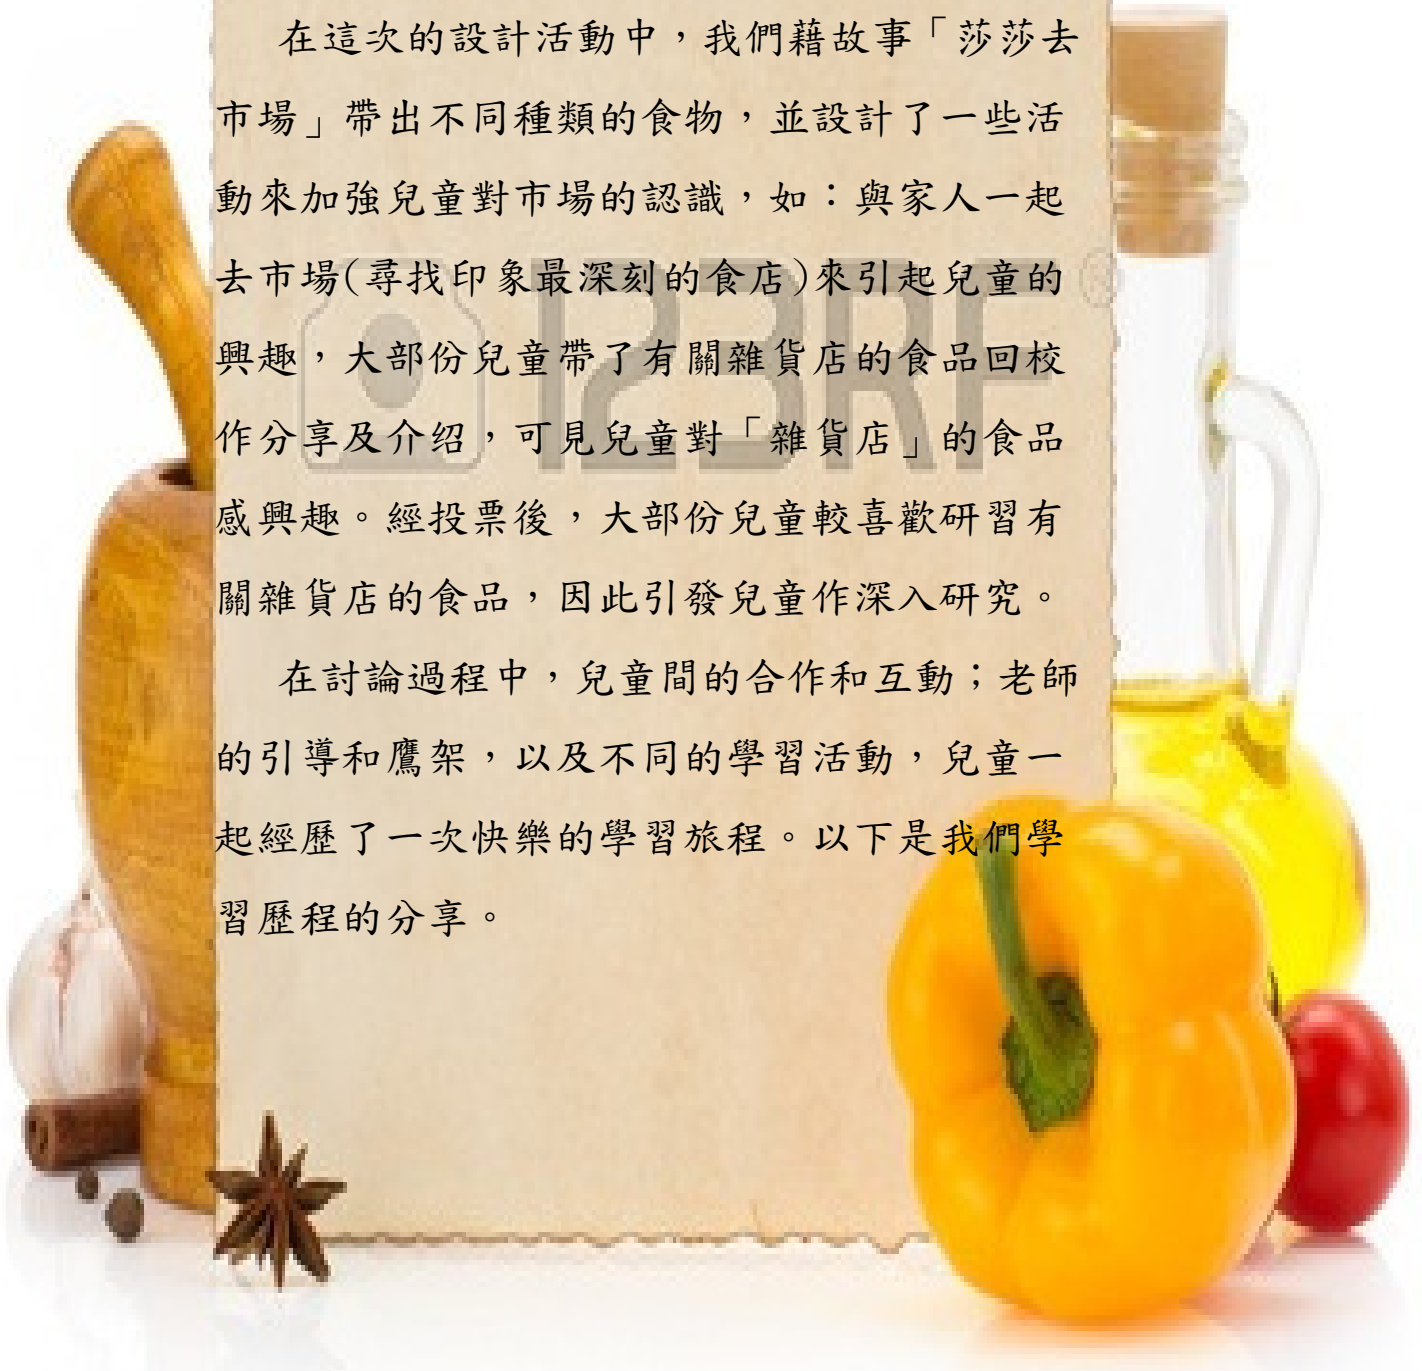 在這次的設計活動中，我們藉故事「莎莎去
市場」帶出不同種類的食物，並設計了一些活
動來加強兒童對市場的認識，如：與家人一起
去市場(尋找印象最深刻的食店)來引起兒童的
興趣，大部份兒童帶了有關雜貨店的食品回校
作分享及介绍，可見兒童對「雜貨店」的食品
感興趣。經投票後，大部份兒童較喜歡研習有
關雜貨店的食品，因此引發兒童作深入研究。
在討論過程中，兒童間的合作和互動；老師
的引導和鷹架，以及不同的學習活動，兒童一
起經歷了一次快樂的學習旅程。以下是我們學
習歷程的分享。
123RF